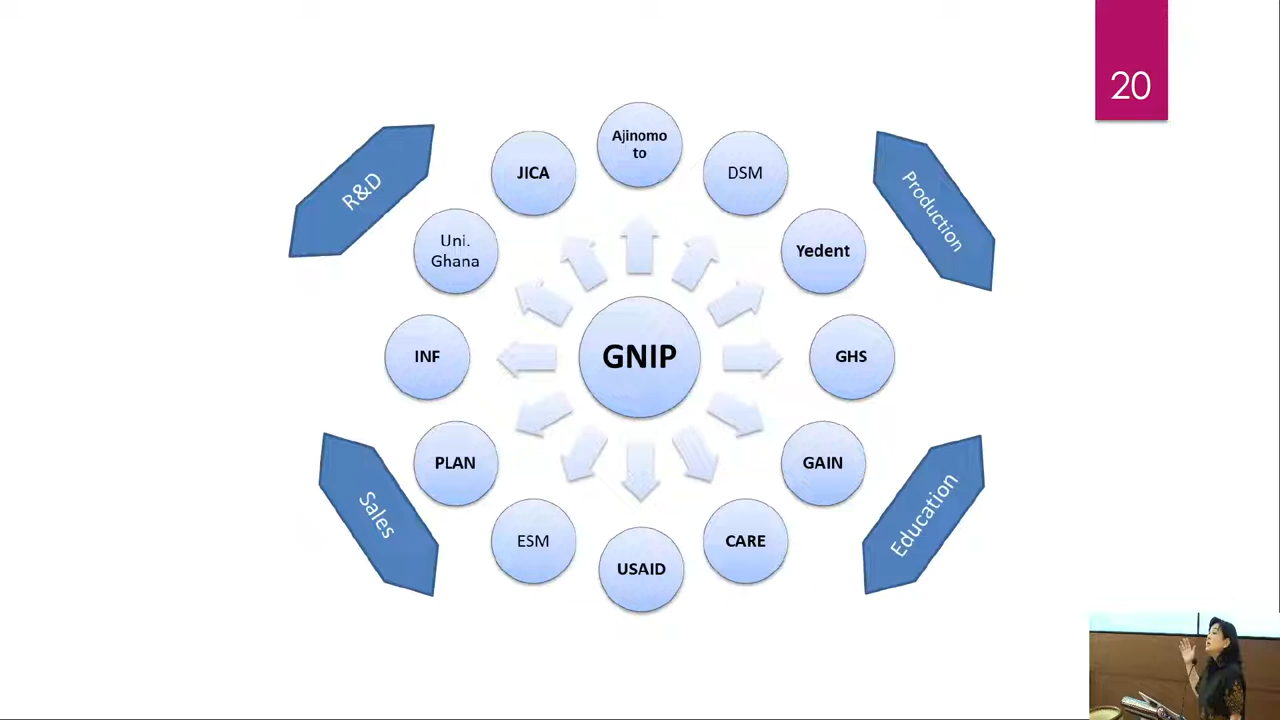 20
Ajinomo
to
JICA
DSM
R&D
Production
Uni.
Ghana
Yedent
INF
GNIP
GHS
PLAN
GAIN
Sales
Education
ESM
CARE
USAID